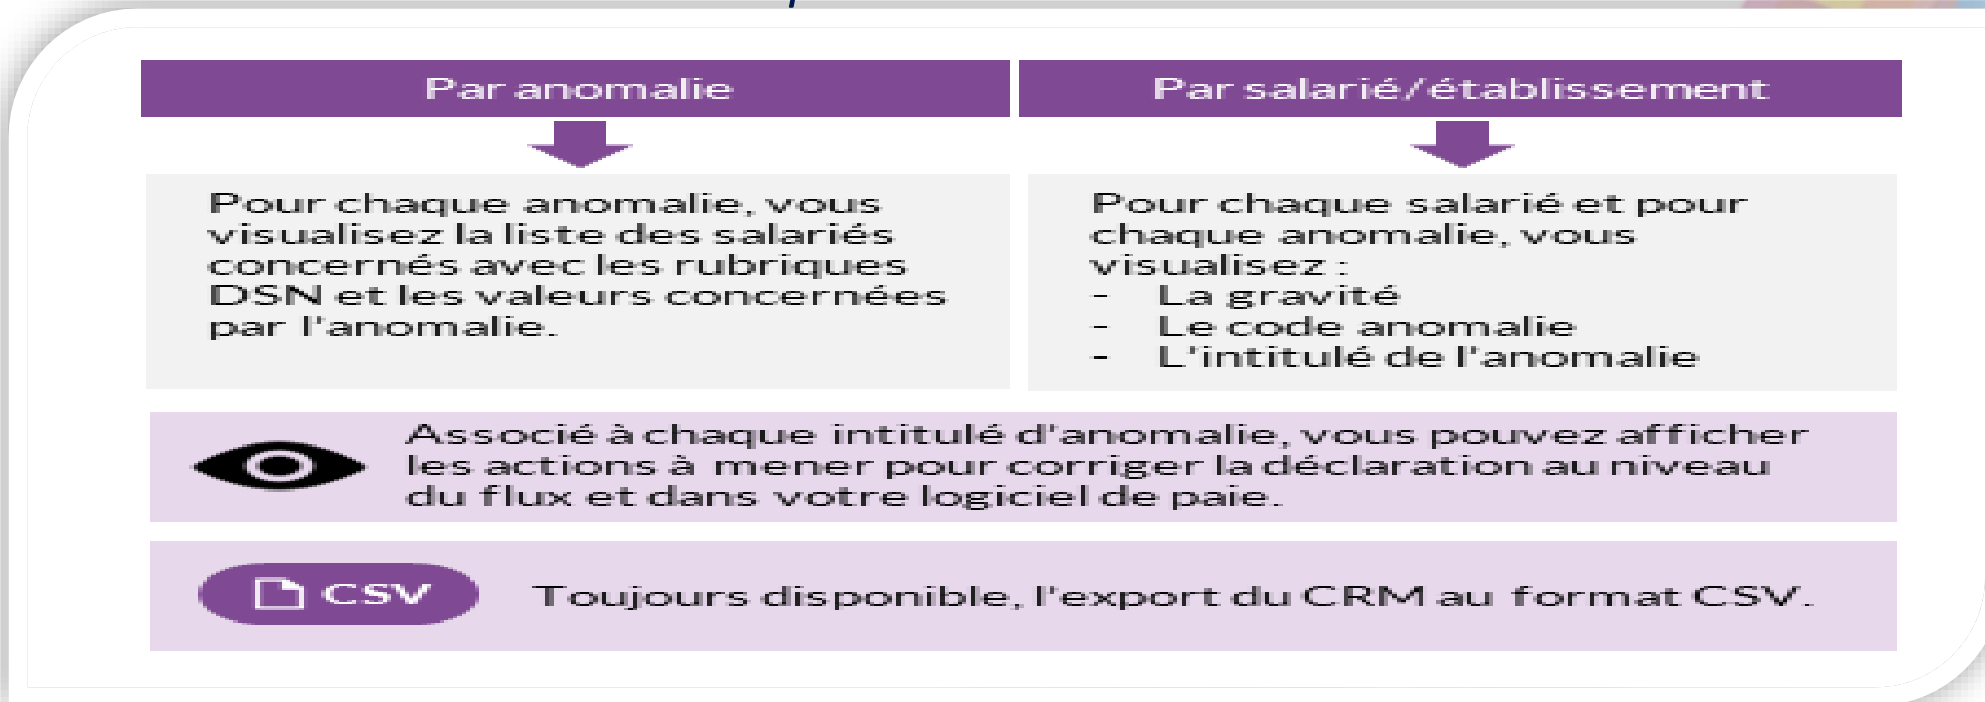 Par anomalie
Pour chaque anomalie, vous
visualisez la liste des salariés
concernés avec les rubriques
DSN et les valeurs concernées
par l'anomalie.
Par salarié/établissement
Pour chaque salarié et pour
chaque anomalie, vous
visualisez :
- La gravité
- Le code anomalie
- L'intitulé de l'anomalie
Associé à chaque intitulé d'anomalie, vous pouvez afficher
les actions à mener pour corriger la déclaration au niveau
du flux et dans votre logiciel de paie.
CSV
Toujours disponible, l'export du CRM au format CSV.